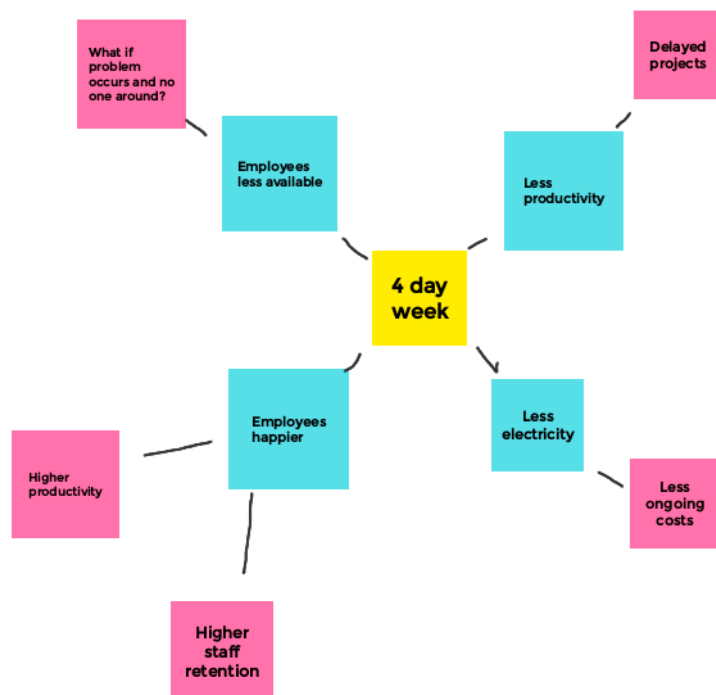 What if
problem
occurs and no
one around?
Delayed
projects
Employees
less available
Less
productivity
4 day
week
Employees
happier
Less
electricity
Higher
productivity
Less
ongoing
costs
Higher
staff
retention